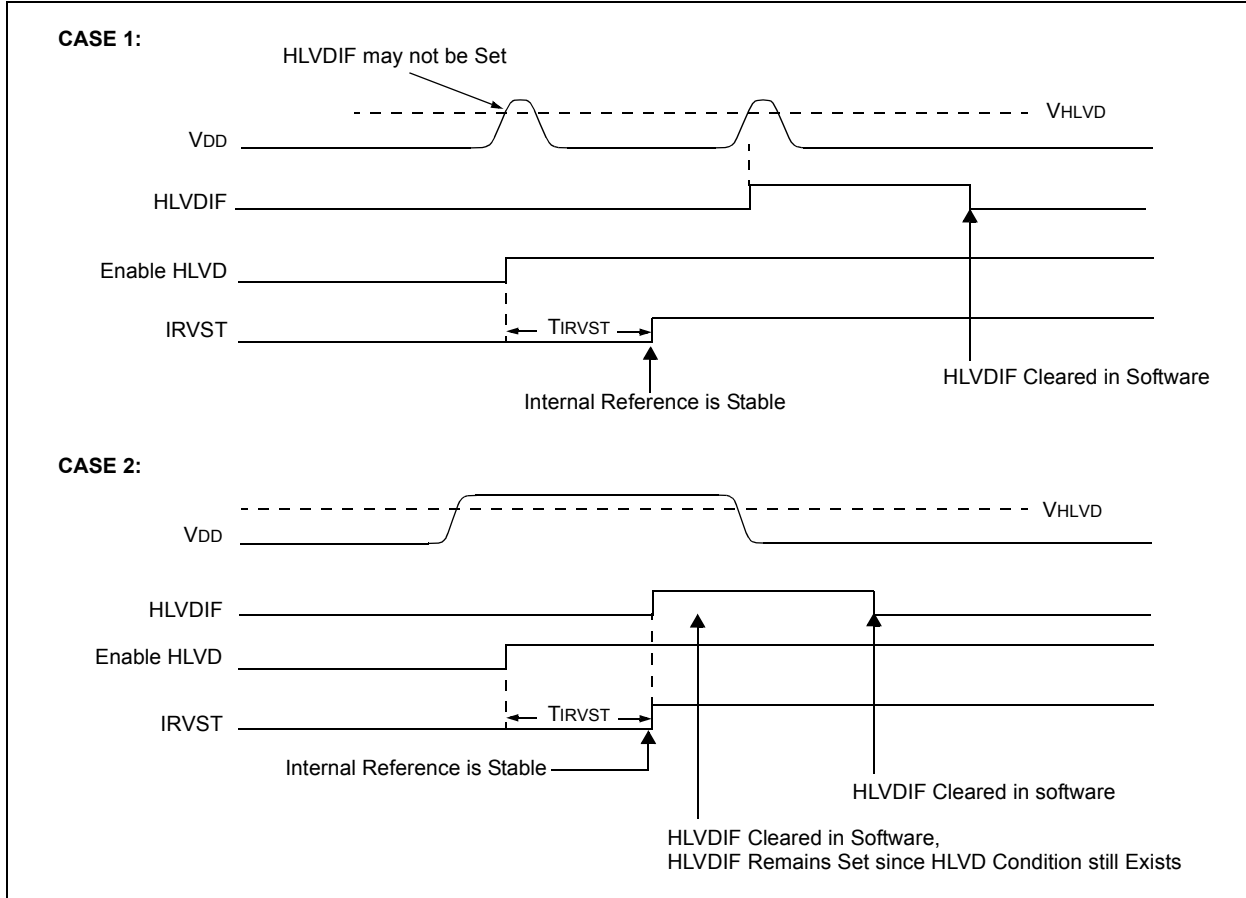 CASE 1:
HLVDIF may not be Set
VHLVD
VDD
HLVDIF
Enable HLVD
TIRVST
IRVST
HLVDIF Cleared in Software
Internal Reference is Stable
CASE 2:
VHLVD
VDD
HLVDIF
Enable HLVD
TIRVST
IRVST
Internal Reference is Stable
HLVDIF Cleared in software
HLVDIF Cleared in Software,
HLVDIF Remains Set since HLVD Condition still Exists